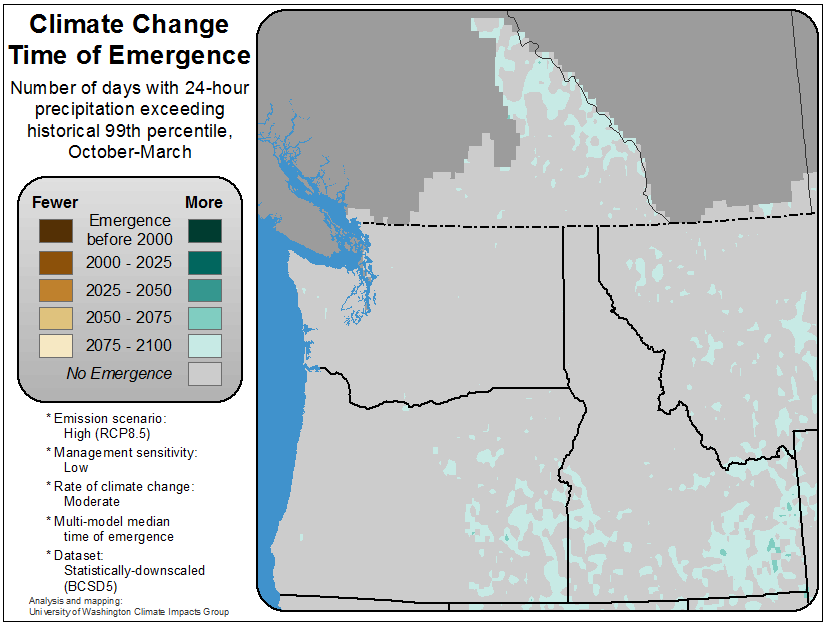 Climate Change
Time of Emergence
Number of days with 24-hour
precipitation exceeding
historical 99th percentile,
October-March
Fewer More
Emergence
before 2000
2000 - 2025
2025 - 2050
2050 - 2075
2075 - 2100
No Emergence
* Emission scenario:
High (RCP8.5)
* Management sensitivity:
Low
* Rate of climate change:
Moderate
* Multi-model median
time of emergence
* Dataset:
Statistically-downscaled
(BCSD5)
Analysis and mapping:
University of Washington Climate Impacts Group